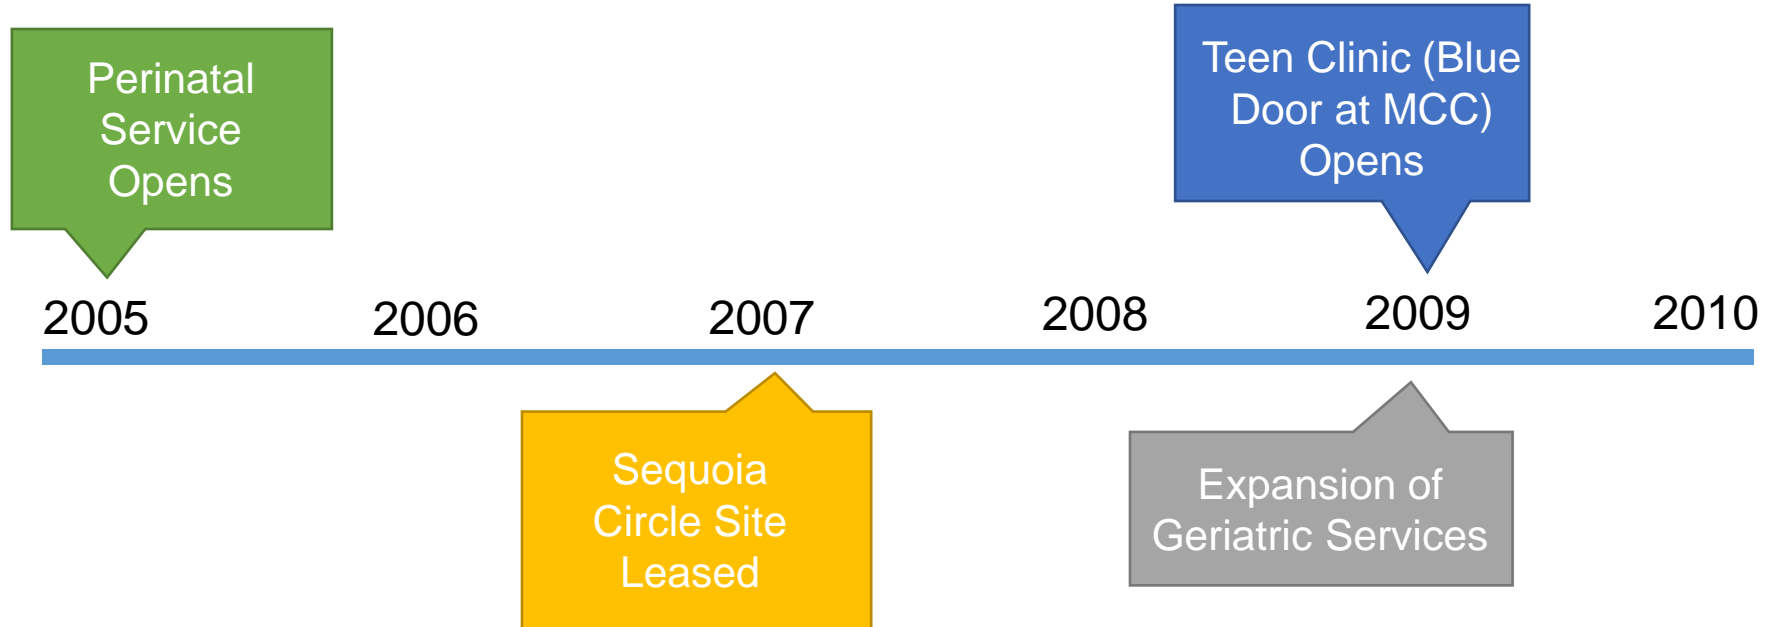 Perinatal
Service
Opens
Teen Clinic (Blue
Door at MCC)
Opens
2005
2006
2007
2008
2009
2010
Sequoia
Circle Site
Leased
Expansion of
Geriatric Services